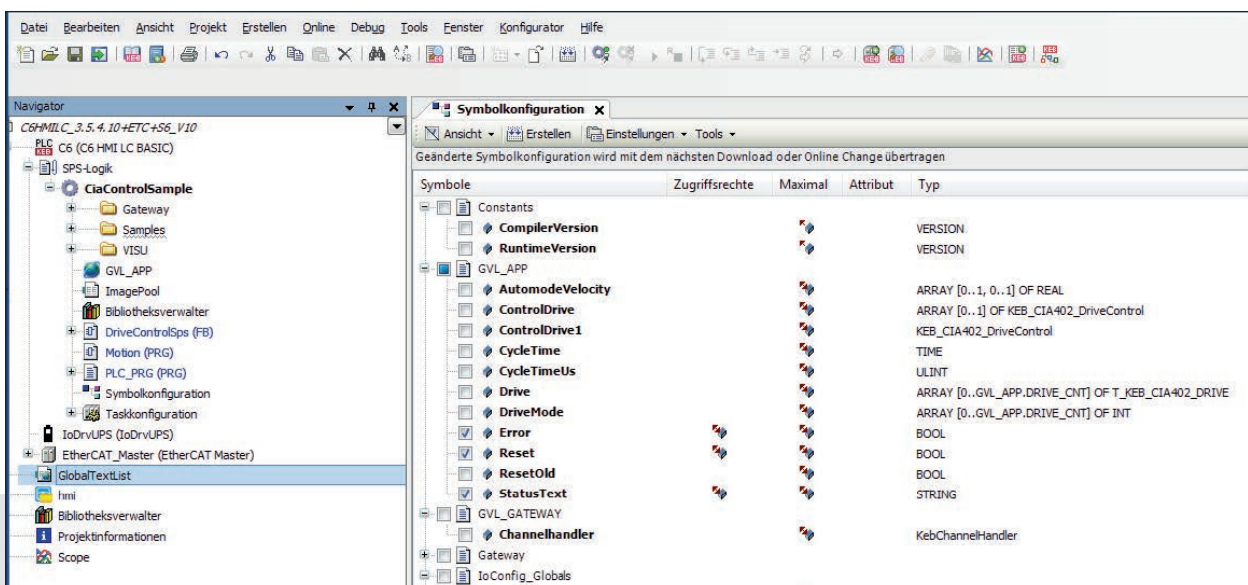 Datei Bearbeiten Ansicht Projekt Erstellen Online Debug Tools Fenster Konfigurator Hilfe
Navigator
C6HMILC_3.5.4.10+ETC+S6_V10
PLC KEB C6 (C6 HMI LC BASIC)
SPS-Logik
CiaControlSample
Gateway
Samples
VISU
GVL_APP
ImagePool
Bibliotheksverwalter
DriveControlSps (FB)
Motion (PRG)
PLC_PRG (PRG)
Symbolkonfiguration
Taskkonfiguration
IoDrvUPS (IoDrvUPS)
EtherCAT_Master (EtherCAT Master)
GlobalTextList
hmi
Bibliotheksverwalter
Projektinformationen
Scope
Symbolkonfiguration
Ansicht Erstellen Einstellungen Tools
Geänderte Symbolkonfiguration wird mit dem nächsten Download oder Online Change übertragen
Symbole Zugriffsrechte Maximal Attribut Typ
Constants
CompilerVersion VERSION
RuntimeVersion VERSION
GVL_APP
AutomodeVelocity ARRAY [0..1, 0..1] OF REAL
ControlDrive ARRAY [0..1] OF KEB_CIA402_DriveControl
ControlDrive1 KEB_CIA402_DriveControl
CycleTime TIME
CycleTimeUs ULINT
Drive ARRAY [0..GVL_APP.DRIVE_CNT] OF T_KEB_CIA402_DRIVE
DriveMode ARRAY [0..GVL_APP.DRIVE_CNT] OF INT
Error BOOL
Reset BOOL
ResetOld BOOL
StatusText STRING
GVL_GATEWAY
Channelhandler KebChannelHandler
Gateway
IoConfig_Globals